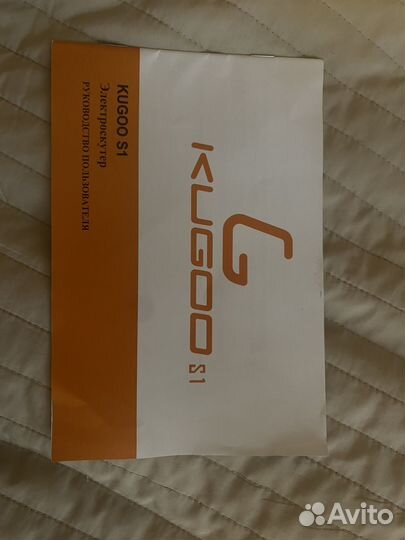 KUGOO S1
Электроскутер
РУКОВОДСТВО ПОЛЬЗОВАТЕЛЯ
G
KUGOO S1
Avito